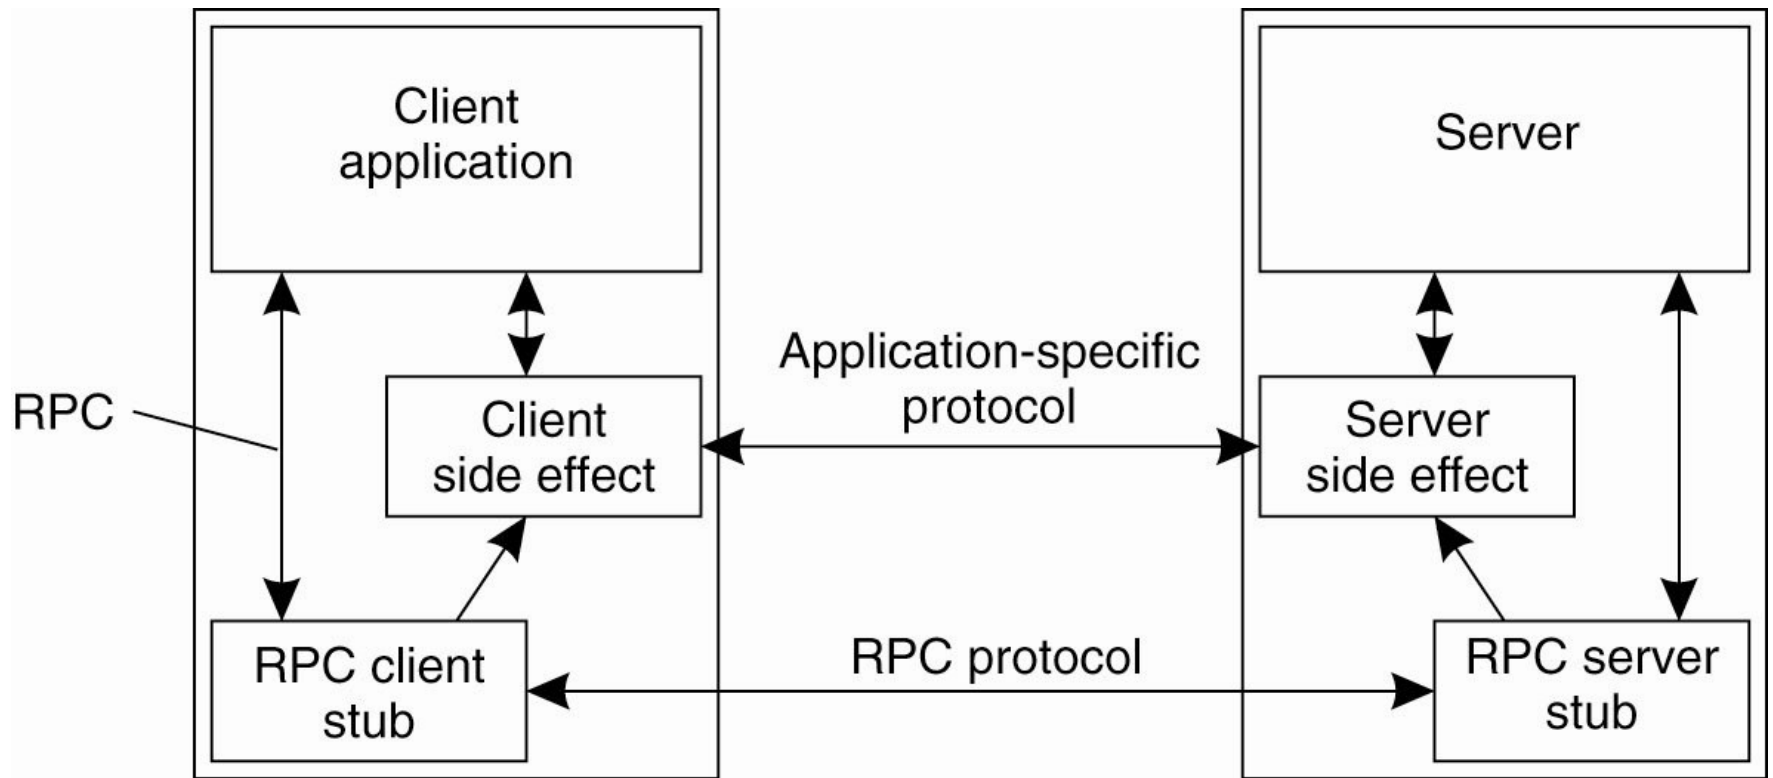 Client
application
Server
Application-specific
protocol
RPC
Client
side effect
Server
side effect
RPC protocol
RPC client
stub
RPC server
stub